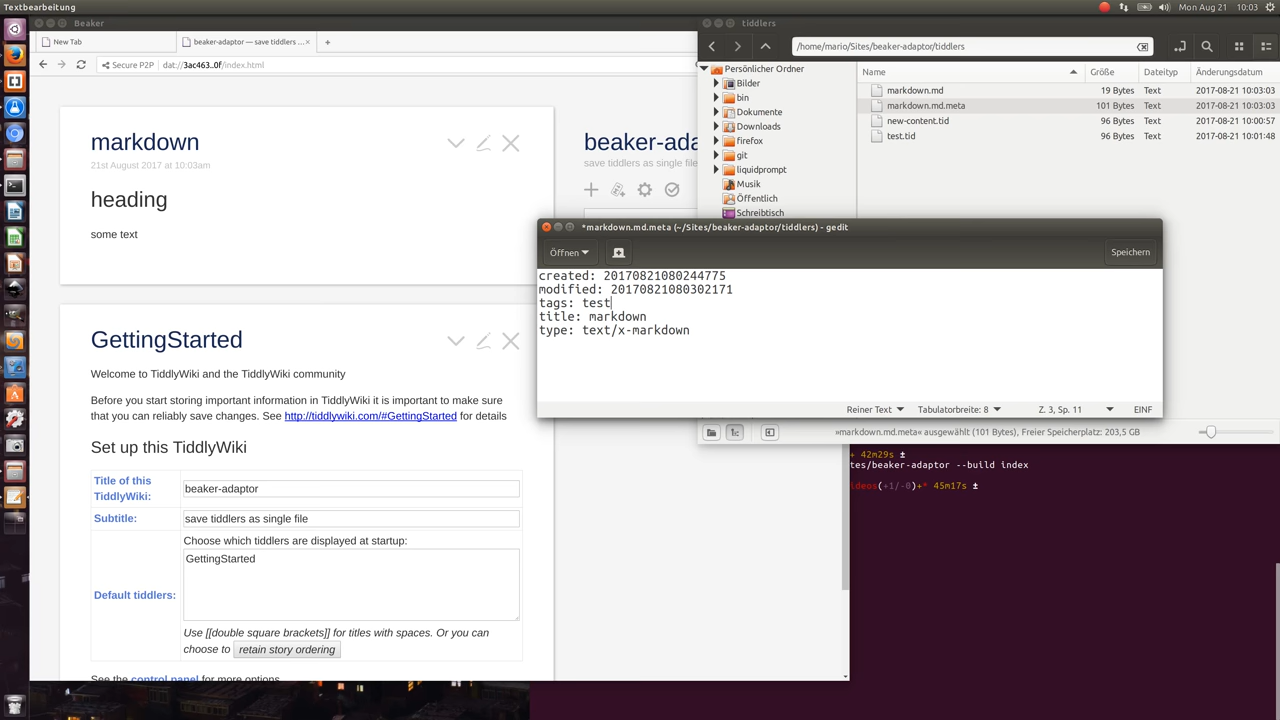 Textbearbeitung
Mon Aug 21 10:03
Beaker
New Tab
beaker-adaptor — save tiddlers ...
Secure P2P dat://3ac463..0f/index.html
markdown
21st August 2017 at 10:03am
heading
some text
beaker-ada
save tiddlers as single file
GettingStarted
Welcome to TiddlyWiki and the TiddlyWiki community
Before you start storing important information in TiddlyWiki it is important to make sure
that you can reliably save changes. See http://tiddlywiki.com/#GettingStarted for details
Set up this TiddlyWiki
Title of this
TiddlyWiki:
beaker-adaptor
Subtitle:
save tiddlers as single file
Choose which tiddlers are displayed at startup:
Default tiddlers:
GettingStarted
Use [[double square brackets]] for titles with spaces. Or you can
choose to retain story ordering
See the control panel for more options
tiddlers
/home/mario/Sites/beaker-adaptor/tiddlers
Persönlicher Ordner
Bilder
bin
Dokumente
Downloads
firefox
git
liquidprompt
Musik
Öffentlich
Schreibtisch
Name Größe Dateityp Änderungsdatum
markdown.md 19 Bytes Text 2017-08-21 10:03:03
markdown.md.meta 101 Bytes Text 2017-08-21 10:03:03
new-content.tid 96 Bytes Text 2017-08-21 10:00:57
test.tid 96 Bytes Text 2017-08-21 10:01:48
*markdown.md.meta (~/Sites/beaker-adaptor/tiddlers) - gedit
Öffnen
Speichern
created: 20170821080244775
modified: 20170821080302171
tags: test
title: markdown
type: text/x-markdown
Reiner Text Tabulatorbreite: 8 Z. 3, Sp. 11 EINF
»markdown.md.meta« ausgewählt (101 Bytes), Freier Speicherplatz: 203,5 GB
+ 42m29s ±
tes/beaker-adaptor --build index
ideos(+1/-0)+* 45m17s ±